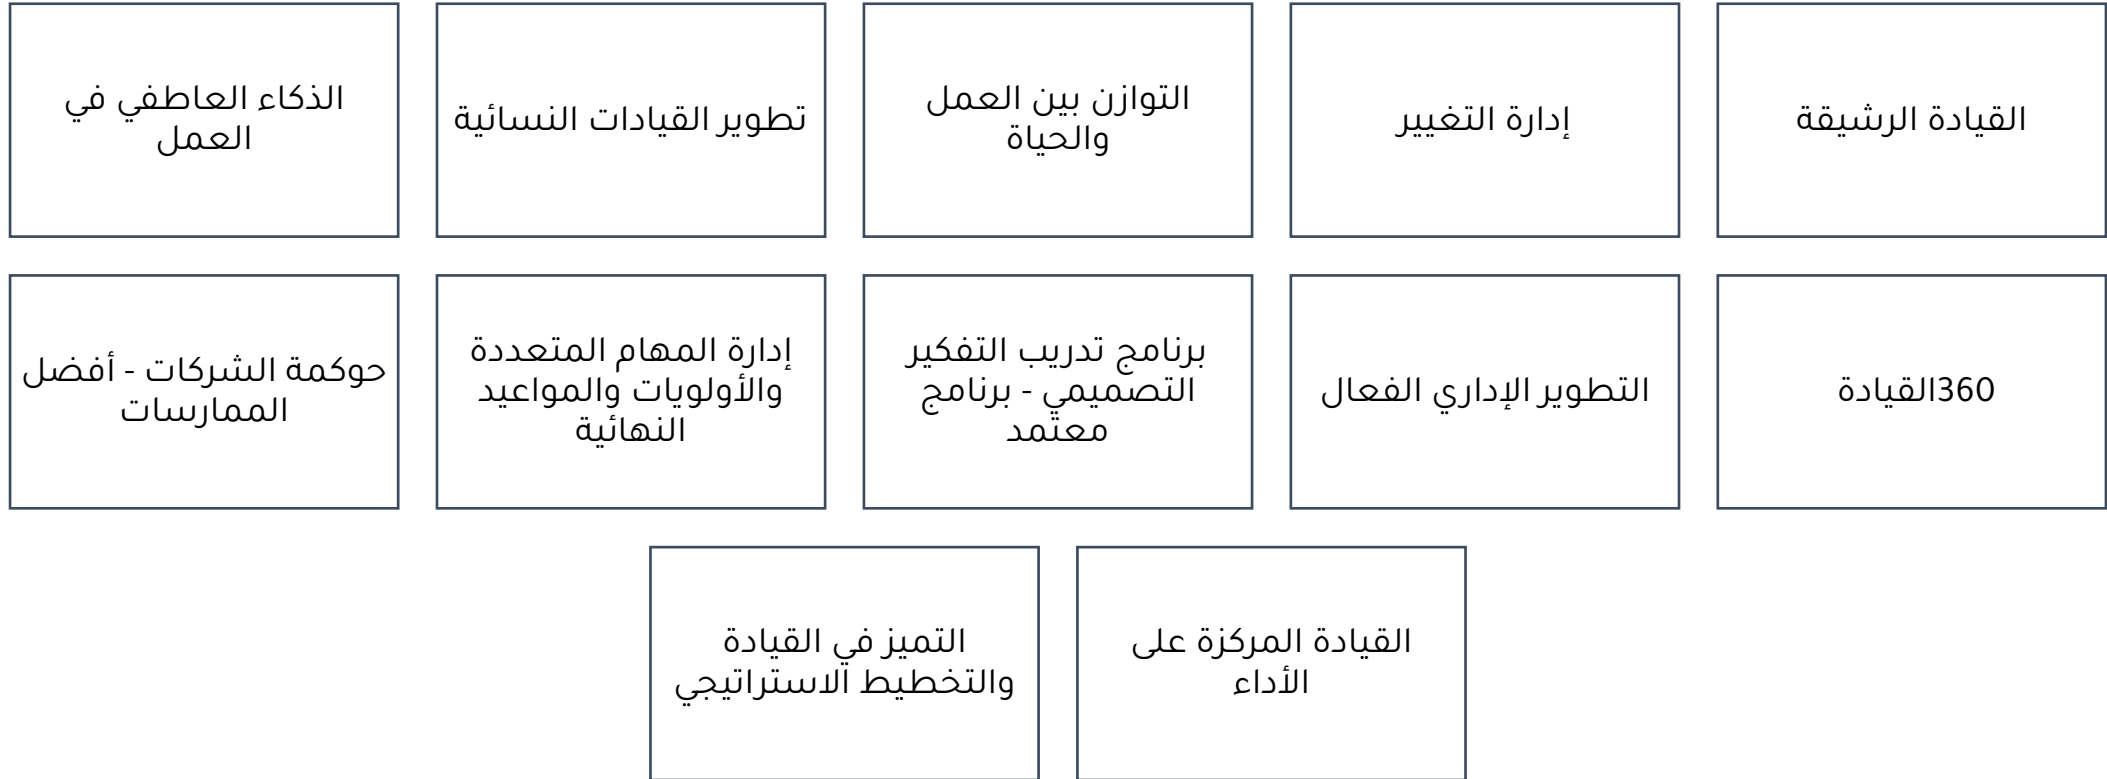 القيادة الرشيقة
إدارة التغيير
التوازن بين العمل
والحياة
تطوير القيادات النسائية
الذكاء العاطفي في
العمل
360القيادة
التطوير الإداري الفعال
برنامج تدريب التفكير
التصميمي - برنامج
معتمد
إدارة المهام المتعددة
والأولويات والمواعيد
النهائية
حوكمة الشركات - أفضل
الممارسات
القيادة المركزة على
الأداء
التميز في القيادة
والتخطيط الاستراتيجي